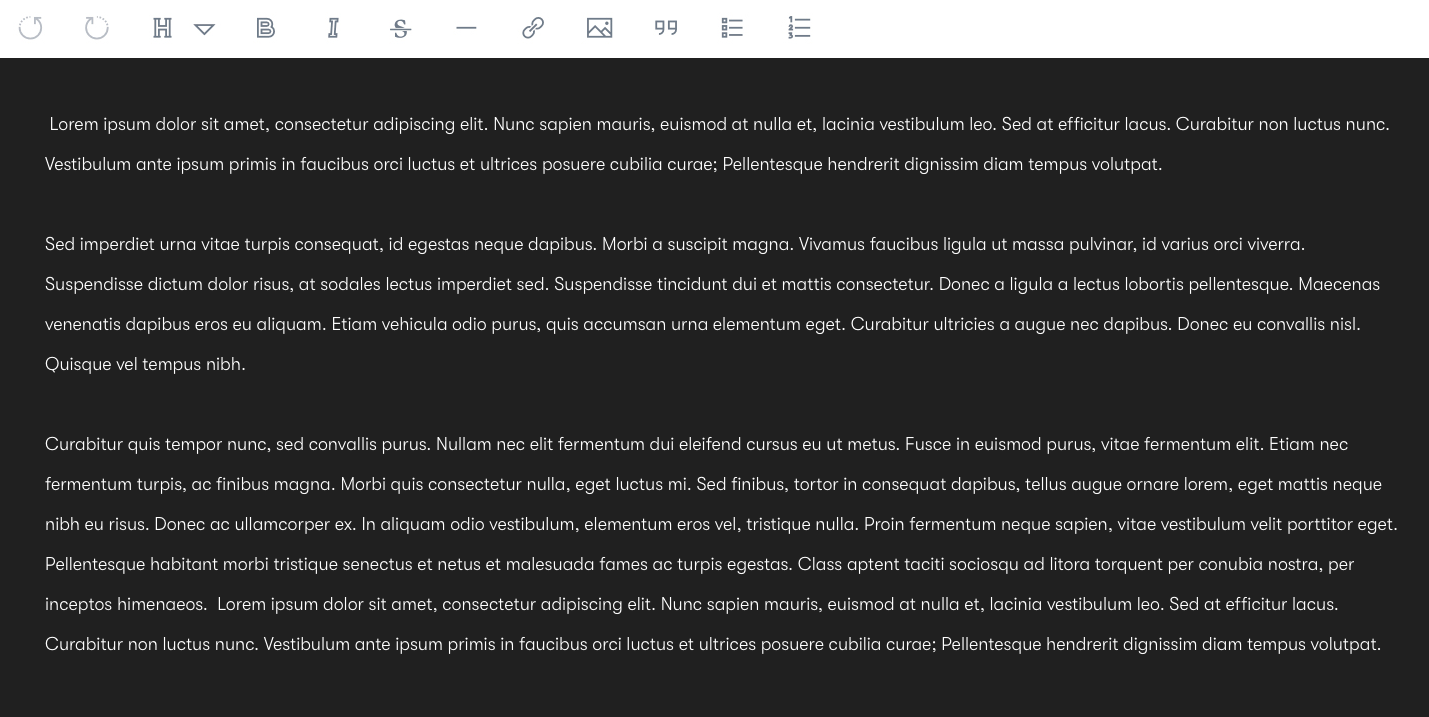 Lorem ipsum dolor sit amet, consectetur adipiscing elit. Nunc sapien mauris, euismod at nulla et, lacinia vestibulum leo. Sed at efficitur lacus. Curabitur non luctus nunc.
Vestibulum ante ipsum primis in faucibus orci luctus et ultrices posuere cubilia curae; Pellentesque hendrerit dignissim diam tempus volutpat.
Sed imperdiet urna vitae turpis consequat, id egestas neque dapibus. Morbi a suscipit magna. Vivamus faucibus ligula ut massa pulvinar, id varius orci viverra.
Suspendisse dictum dolor risus, at sodales lectus imperdiet sed. Suspendisse tincidunt dui et mattis consectetur. Donec a ligula a lectus lobortis pellentesque. Maecenas
venenatis dapibus eros eu aliquam. Etiam vehicula odio purus, quis accumsan urna elementum eget. Curabitur ultricies a augue nec dapibus. Donec eu convallis nisl.
Quisque vel tempus nibh.
Curabitur quis tempor nunc, sed convallis purus. Nullam nec elit fermentum dui eleifend cursus eu ut metus. Fusce in euismod purus, vitae fermentum elit. Etiam nec
fermentum turpis, ac finibus magna. Morbi quis consectetur nulla, eget luctus mi. Sed finibus, tortor in consequat dapibus, tellus augue ornare lorem, eget mattis neque
nibh eu risus. Donec ac ullamcorper ex. In aliquam odio vestibulum, elementum eros vel, tristique nulla. Proin fermentum neque sapien, vitae vestibulum velit porttitor eget.
Pellentesque habitant morbi tristique senectus et netus et malesuada fames ac turpis egestas. Class aptent taciti sociosqu ad litora torquent per conubia nostra, per
inceptos himenaeos.  Lorem ipsum dolor sit amet, consectetur adipiscing elit. Nunc sapien mauris, euismod at nulla et, lacinia vestibulum leo. Sed at efficitur lacus.
Curabitur non luctus nunc. Vestibulum ante ipsum primis in faucibus orci luctus et ultrices posuere cubilia curae; Pellentesque hendrerit dignissim diam tempus volutpat.